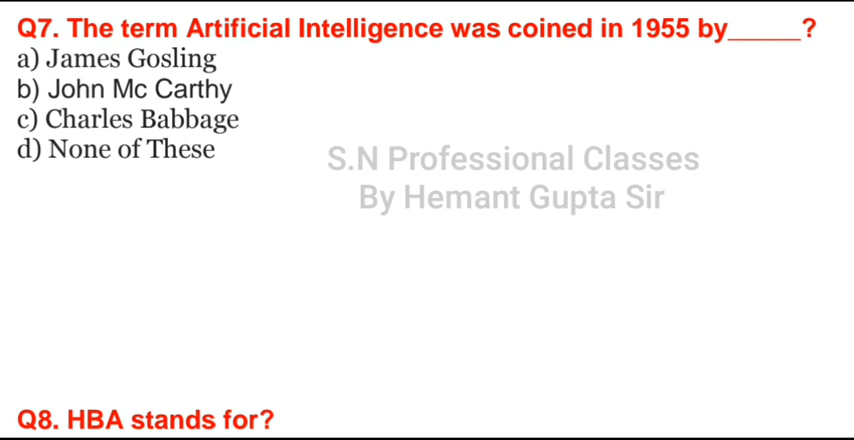 Q7. The term Artificial Intelligence was coined in 1955 by_____?
a) James Gosling
b) John Mc Carthy
c) Charles Babbage
d) None of These
S.N Professional Classes
By Hemant Gupta Sir
Q8. HBA stands for?